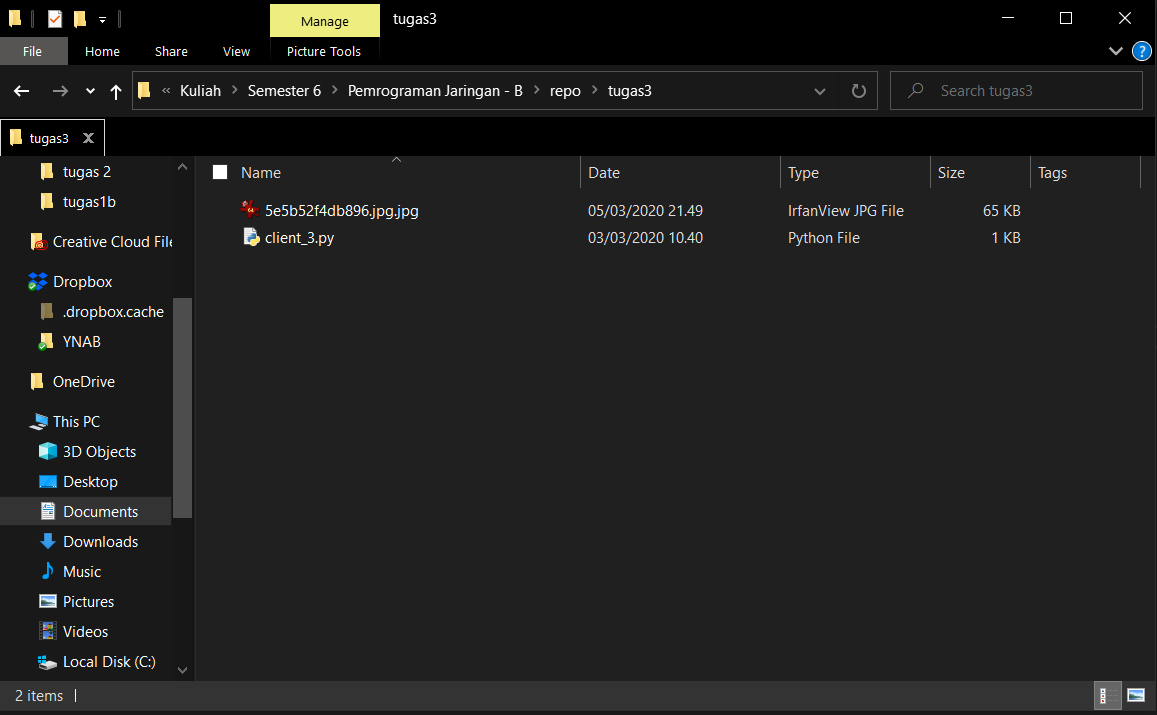 Manage
tugas3
File
Home
Share
View
Picture Tools
?
« Kuliah > Semester 6 > Pemrograman Jaringan - B > repo > tugas3
Search tugas3
tugas3
tugas 2
tugas1b
Creative Cloud File
Dropbox
.dropbox.cache
YNAB
OneDrive
This PC
3D Objects
Desktop
Documents
Downloads
Music
Pictures
Videos
Local Disk (C:)
Name Date Type Size Tags
5e5b52f4db896.jpg.jpg 05/03/2020 21.49 IrfanView JPG File 65 KB
client_3.py 03/03/2020 10.40 Python File 1 KB
2 items